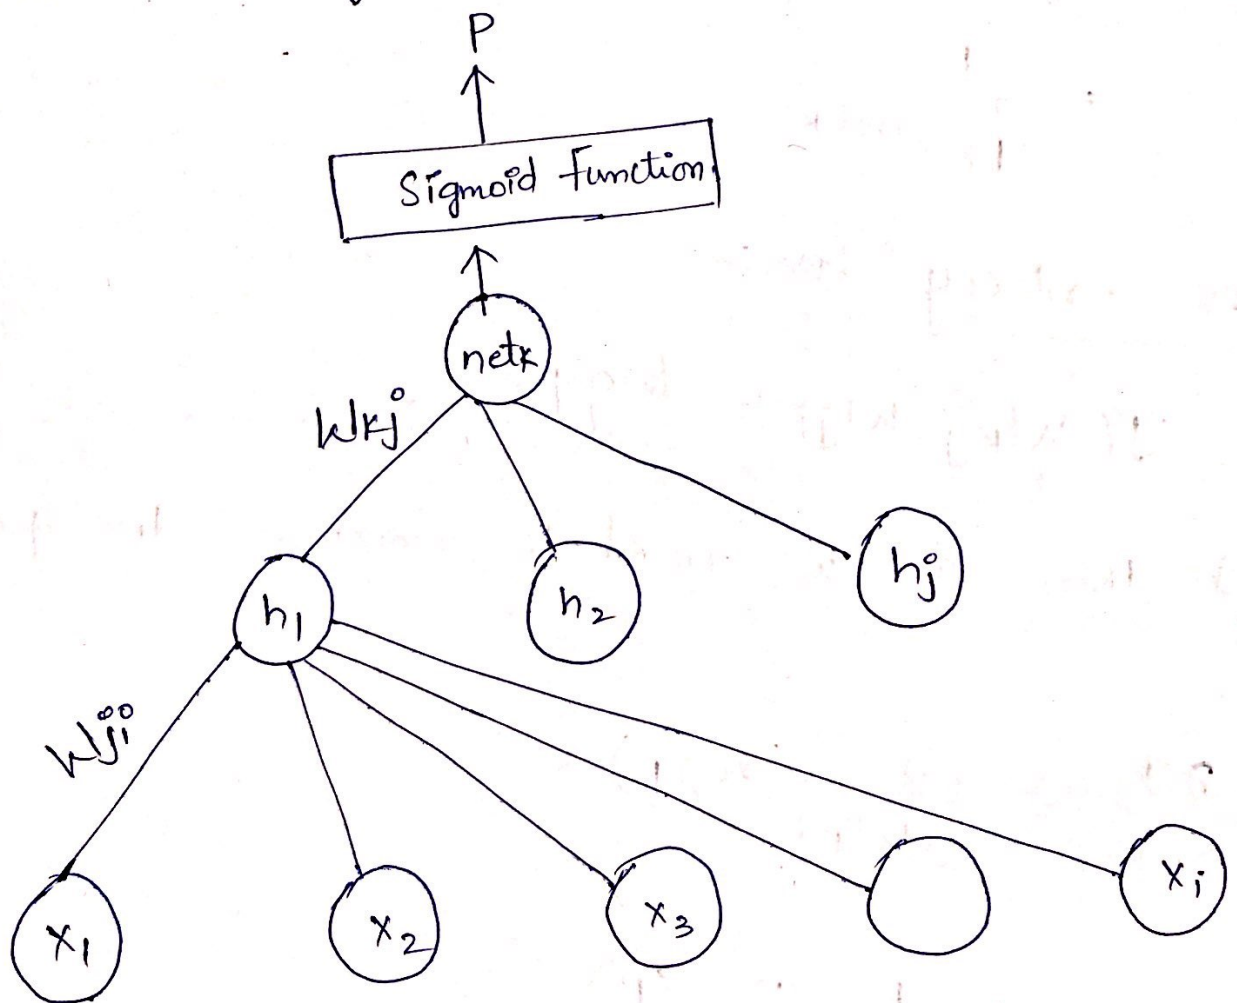 P
Sigmoid Function
netk
Wkj
h1 h2 hj
Wji
x1 x2 x3 xi